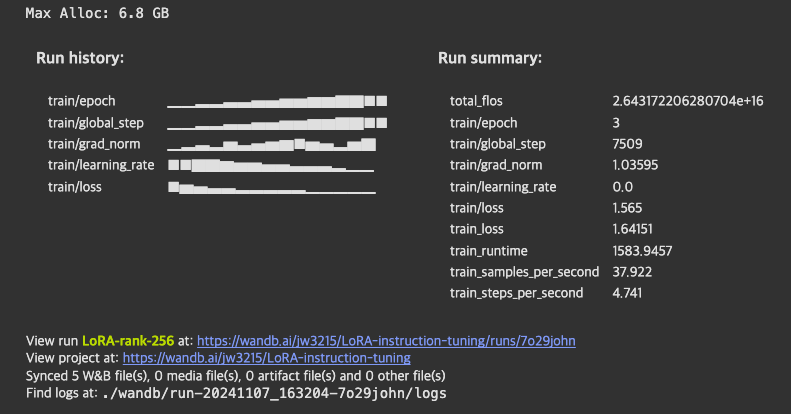 Max Alloc: 6.8 GB
Run history:
train/epoch
train/global_step
train/grad_norm
train/learning_rate
train/loss
Run summary:
total_flos 2.643172206280704e+16
train/epoch 3
train/global_step 7509
train/grad_norm 1.03595
train/learning_rate 0.0
train/loss 1.565
train_loss 1.64151
train_runtime 1583.9457
train_samples_per_second 37.922
train_steps_per_second 4.741
View run LoRA-rank-256 at: https://wandb.ai/jw3215/LoRA-instruction-tuning/runs/7o29john
View project at: https://wandb.ai/jw3215/LoRA-instruction-tuning
Synced 5 W&B file(s), 0 media file(s), 0 artifact file(s) and 0 other file(s)
Find logs at: ./wandb/run-20241107_163204-7o29john/logs